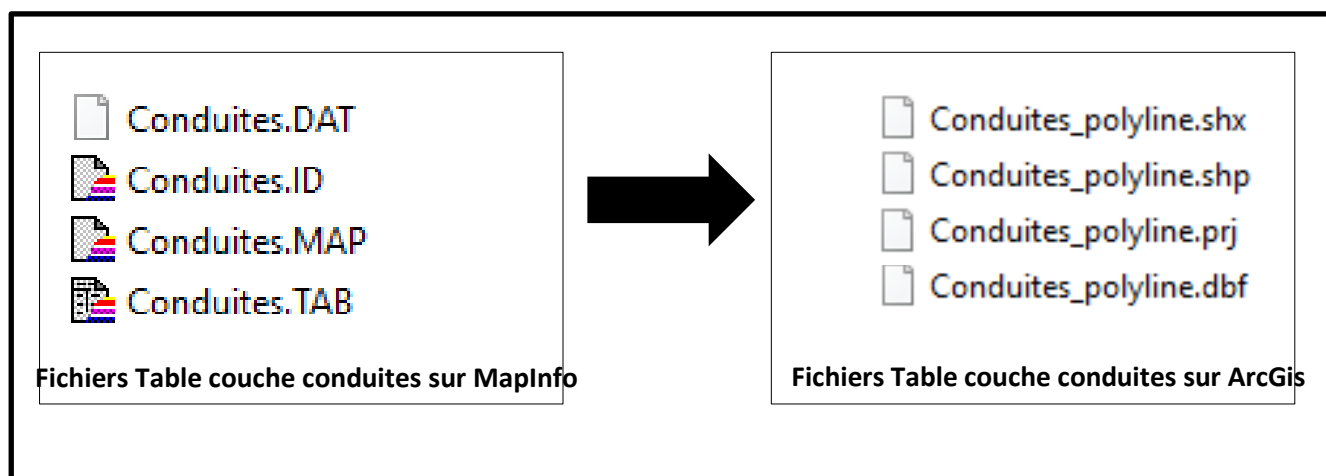 Conduites.DAT
Conduites.ID
Conduites.MAP
Conduites.TAB
Fichiers Table couche conduites sur MapInfo
Conduites_polyline.shx
Conduites_polyline.shp
Conduites_polyline.prj
Conduites_polyline.dbf
Fichiers Table couche conduites sur ArcGis